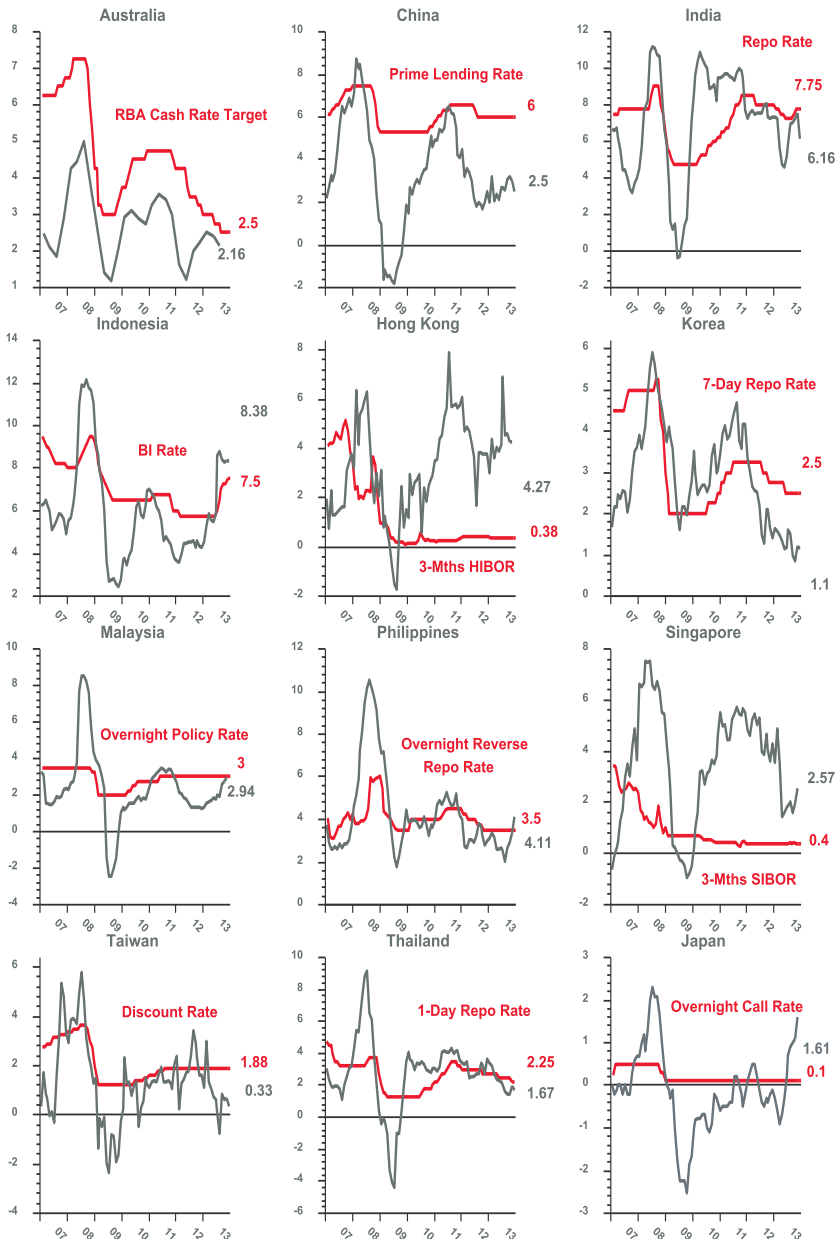 Australia
8
7
6
5
4
3
2
1
RBA Cash Rate Target
2.5
2.16
07 08 09 10 11 12 13
China
10
8
6
4
2
0
-2
Prime Lending Rate
6
2.5
07 08 09 10 11 12 13
India
12
10
8
6
4
2
0
-2
Repo Rate
7.75
6.16
07 08 09 10 11 12 13
Indonesia
14
12
10
8
6
4
2
8.38
BI Rate
7.5
07 08 09 10 11 12 13
Hong Kong
8
6
4
2
0
-2
4.27
0.38
3-Mths HIBOR
07 08 09 10 11 12 13
Korea
6
5
4
3
2
1
0
7-Day Repo Rate
2.5
1.1
07 08 09 10 11 12 13
Malaysia
10
8
6
4
2
0
-2
-4
Overnight Policy Rate
3
2.94
07 08 09 10 11 12 13
Philippines
12
10
8
6
4
2
0
Overnight Reverse
Repo Rate
3.5
4.11
07 08 09 10 11 12 13
Singapore
8
6
4
2
0
-2
2.57
0.4
3-Mths SIBOR
07 08 09 10 11 12 13
Taiwan
6
4
2
0
-2
-4
Discount Rate
1.88
0.33
07 08 09 10 11 12 13
Thailand
10
8
6
4
2
0
-2
-4
-6
1-Day Repo Rate
2.25
1.67
07 08 09 10 11 12 13
Japan
3
2
1
0
-1
-2
-3
Overnight Call Rate
1.61
0.1
07 08 09 10 11 12 13